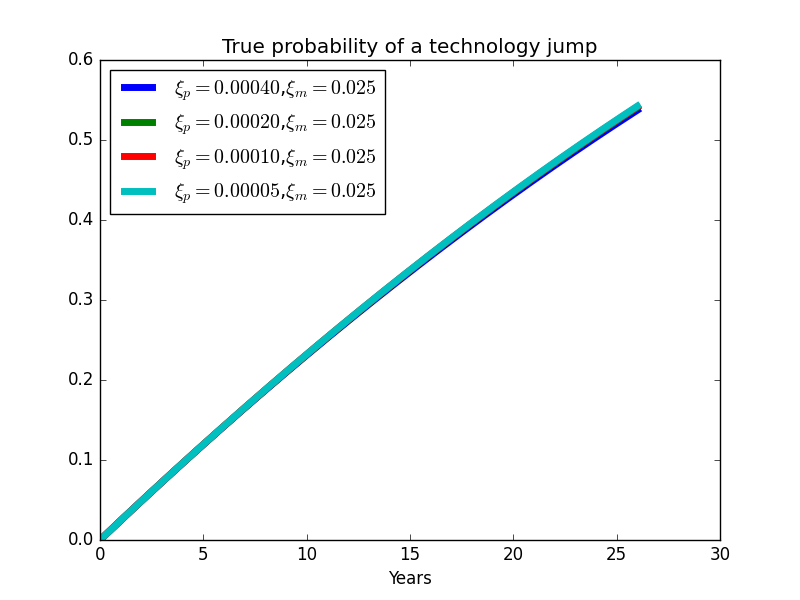 True probability of a technology jump
0.6
0.5
0.4
0.3
0.2
0.1
0.0
ξp = 0.00040,ξm = 0.025
ξp = 0.00020,ξm = 0.025
ξp = 0.00010,ξm = 0.025
ξp = 0.00005,ξm = 0.025
0 5 10 15 20 25 30
Years